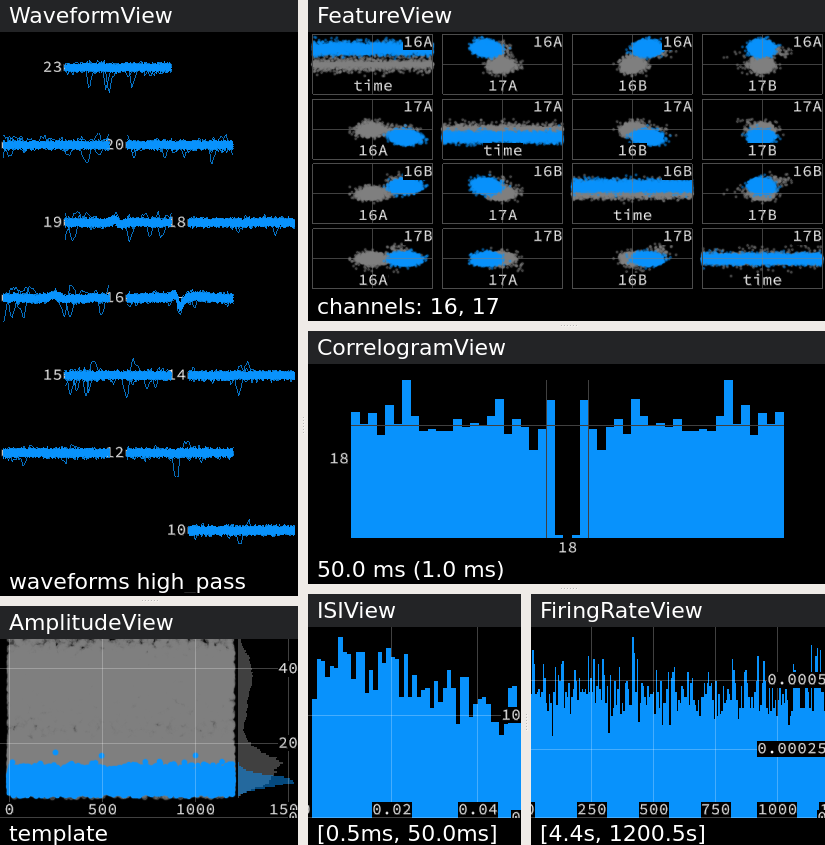 WaveformView
23
20
19 18
16
15 14
12
10
waveforms high_pass
FeatureView
16A 16A 16A 16A
time 17A 16B 17B
17A 17A 17A 17A
16A time 16B 17B
16B 16B 16B 16B
16A 17A time 17B
17B 17B 17B 17B
16A 17A 16B time
channels: 16, 17
CorrelogramView
18
18
50.0 ms (1.0 ms)
AmplitudeView
40
20
0 500 1000 150
template
ISIView
10
0.02 0.04
[0.5ms, 50.0ms]
FiringRateView
0.0005
0.00025
250 500 750 1000
[4.4s, 1200.5s]